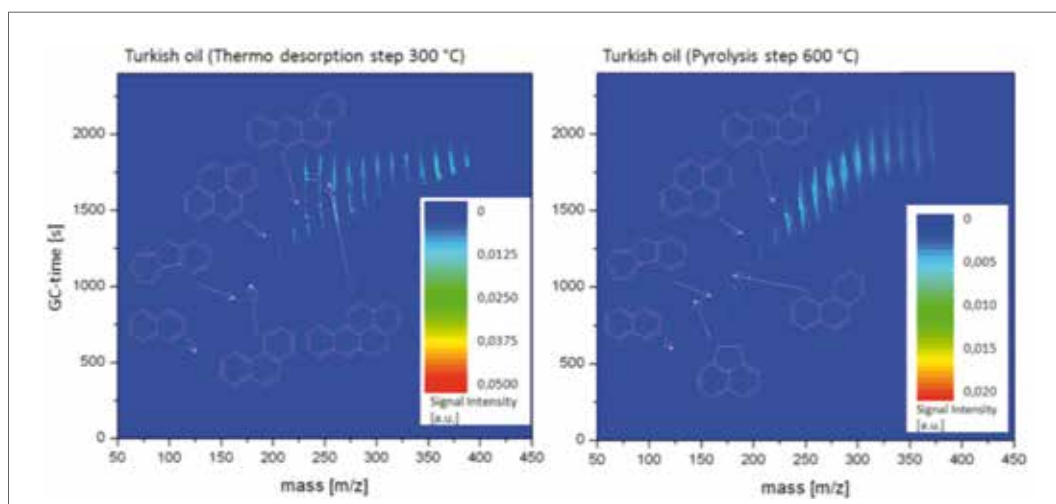 Turkish oil (Thermo desorption step 300 °C)
2000
1500
1000
500
0
GC-time [s]
50 100 150 200 250 300 350 400 450
mass [m/z]
0
0,0125
0,0250
0,0375
0,0500
Signal Intensity
[a.u.]
Turkish oil (Pyrolysis step 600 °C)
2000
1500
1000
500
0
50 100 150 200 250 300 350 400 450
mass [m/z]
0
0,005
0,010
0,015
0,020
Signal Intensity
[a.u.]